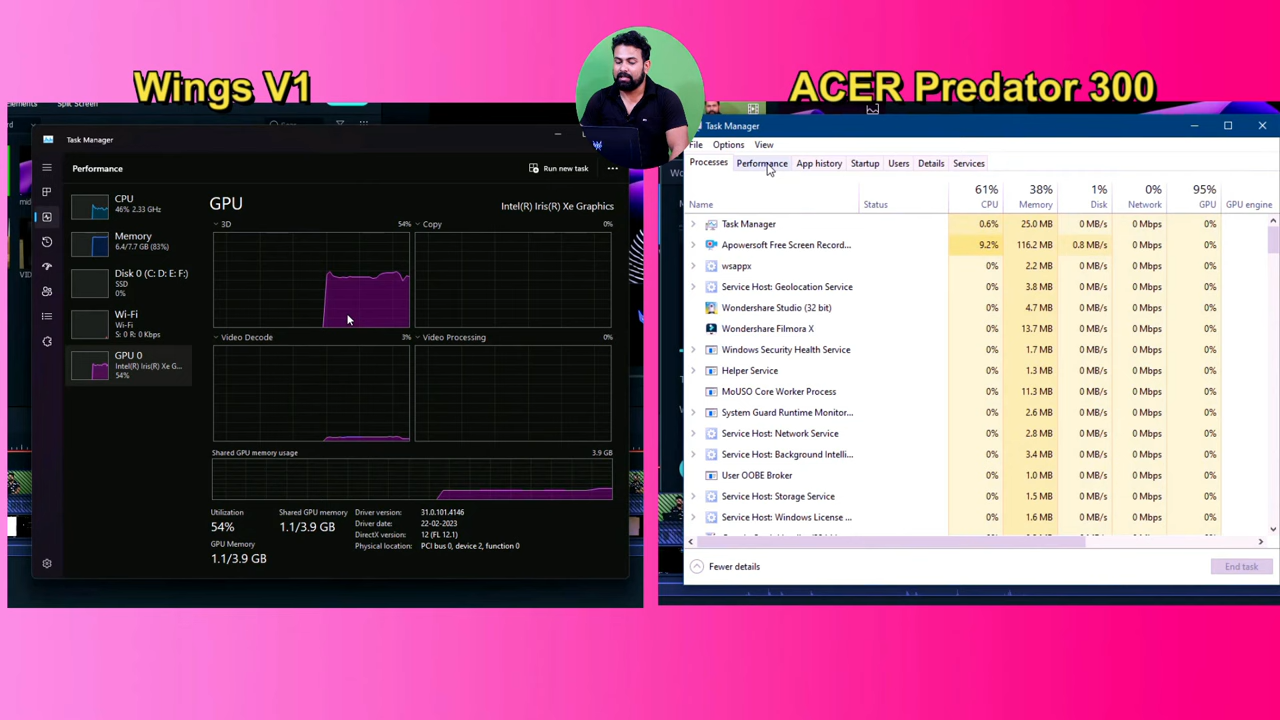 Wings V1
ACER Predator 300
Split Screen
Task Manager
Performance
Run new task
CPU
46% 2.33 GHz
Memory
6.4/7.7 GB (83%)
Disk 0 (C: D: E: F:)
SSD
0%
Wi-Fi
Wi-Fi
S: 0 R: 0 Kbps
GPU 0
Intel(R) Iris(R) Xe G...
54%
GPU
Intel(R) Iris(R) Xe Graphics
3D 54%
Copy 0%
Video Decode 3%
Video Processing 0%
Shared GPU memory usage 3.9 GB
Utilization
54%
Shared GPU memory
1.1/3.9 GB
GPU Memory
1.1/3.9 GB
Driver version: 31.0.101.4146
Driver date: 22-02-2023
DirectX version: 12 (FL 12.1)
Physical location: PCI bus 0, device 2, function 0
Task Manager
File Options View
Processes Performance App history Startup Users Details Services
61% 38% 1% 0% 95%
Name Status CPU Memory Disk Network GPU GPU engine
Task Manager 0.6% 25.0 MB 0 MB/s 0 Mbps 0%
Apowersoft Free Screen Record... 9.2% 116.2 MB 0.8 MB/s 0 Mbps 0%
wsappx 0% 2.2 MB 0 MB/s 0 Mbps 0%
Service Host: Geolocation Service 0% 3.8 MB 0 MB/s 0 Mbps 0%
Wondershare Studio (32 bit) 0% 0.7 MB 0 MB/s 0 Mbps 0%
Wondershare Filmora X 0% 13.7 MB 0 MB/s 0 Mbps 0%
Windows Security Health Service 0% 1.7 MB 0 MB/s 0 Mbps 0%
Helper Service 0% 1.3 MB 0 MB/s 0 Mbps 0%
MoUSO Core Worker Process 0% 11.3 MB 0 MB/s 0 Mbps 0%
System Guard Runtime Monitor... 0% 2.6 MB 0 MB/s 0 Mbps 0%
Service Host: Network Service 0% 2.8 MB 0 MB/s 0 Mbps 0%
Service Host: Background Intelli... 0% 3.4 MB 0 MB/s 0 Mbps 0%
User OOBE Broker 0% 1.0 MB 0 MB/s 0 Mbps 0%
Service Host: Storage Service 0% 1.5 MB 0 MB/s 0 Mbps 0%
Service Host: Windows License ... 0% 1.6 MB 0 MB/s 0 Mbps 0%
Fewer details
End task